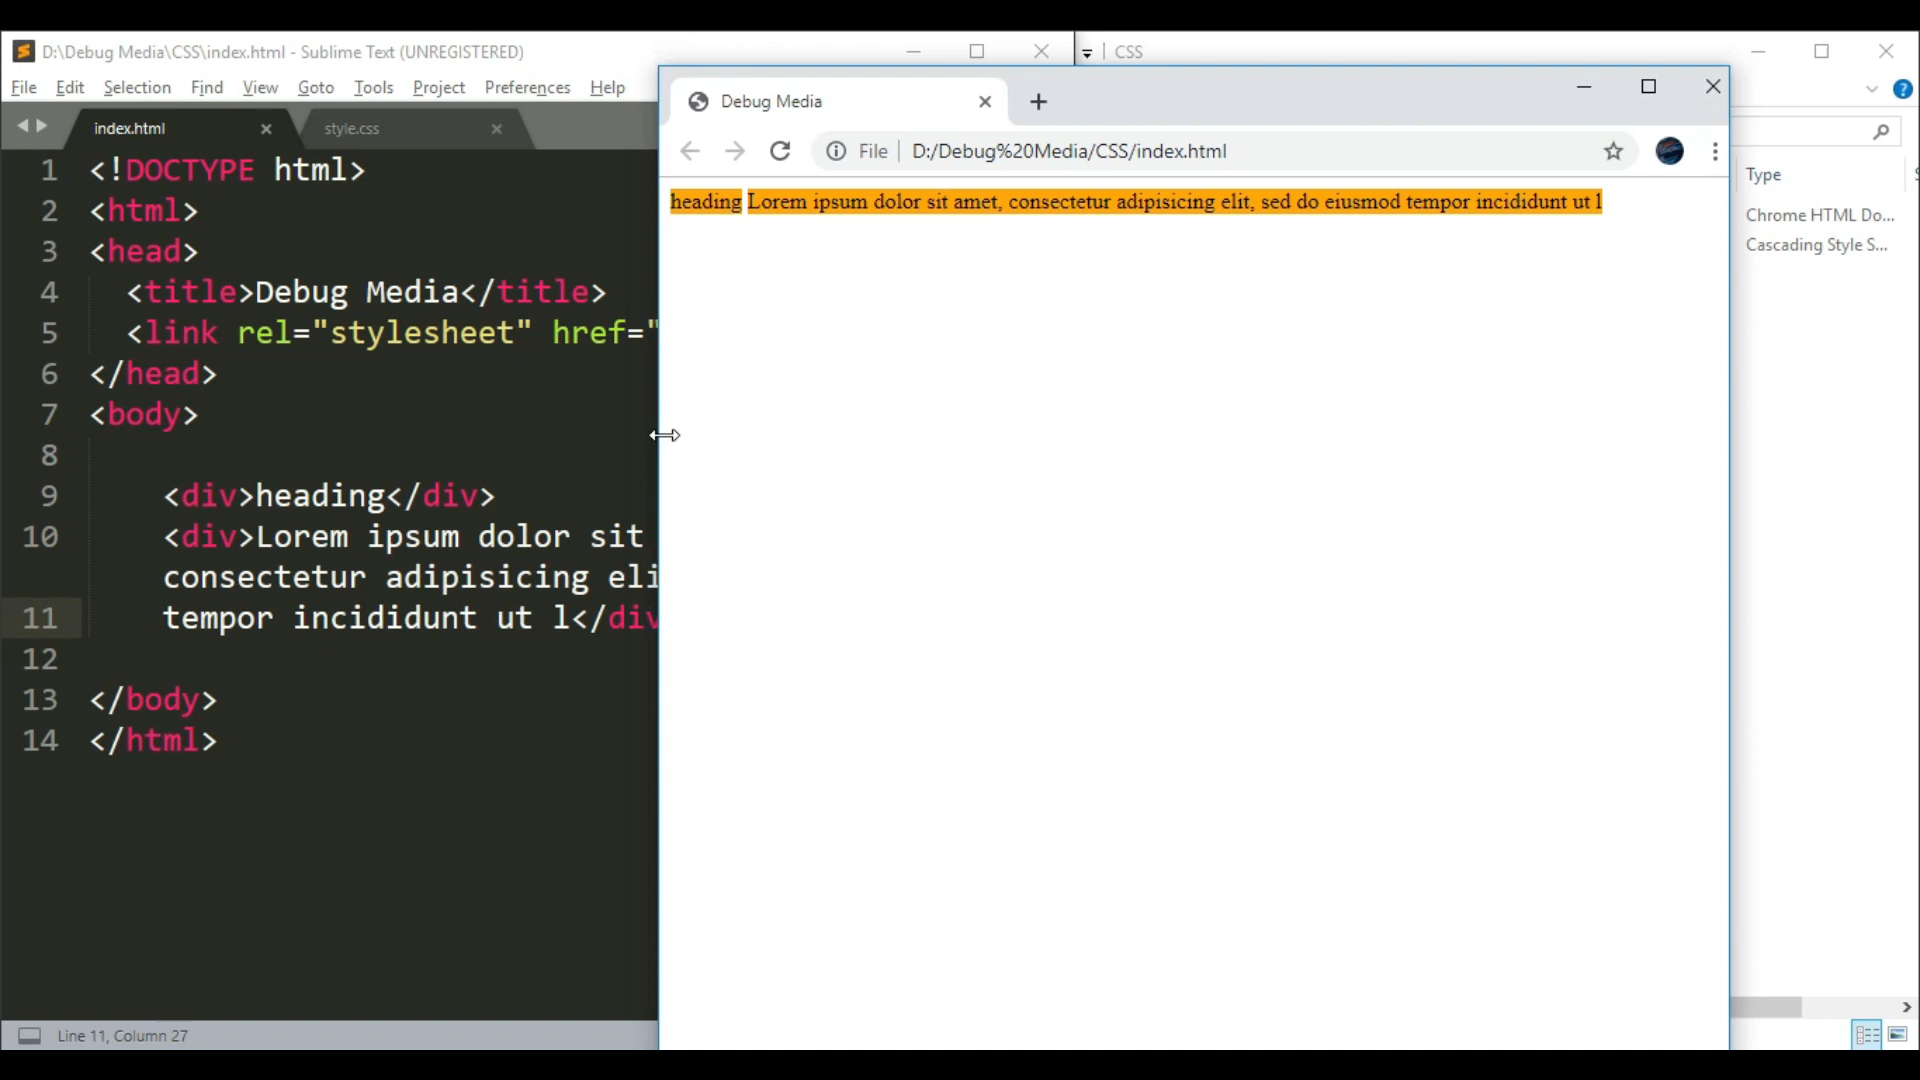 D:\Debug Media\CSS\index.html - Sublime Text (UNREGISTERED)
CSS
File Edit Selection Find View Goto Tools Project Preferences Help
index.html
style.css
1 <!DOCTYPE html>
2 <html>
3 <head>
4 <title>Debug Media</title>
5 <link rel="stylesheet" href="
6 </head>
7 <body>
8
9 <div>heading</div>
10 <div>Lorem ipsum dolor sit
consectetur adipisicing eli
11 tempor incididunt ut l</div
12
13 </body>
14 </html>
Line 11, Column 27
Debug Media
File D:/Debug%20Media/CSS/index.html
heading Lorem ipsum dolor sit amet, consectetur adipisicing elit, sed do eiusmod tempor incididunt ut l
Type
Chrome HTML Do...
Cascading Style S...